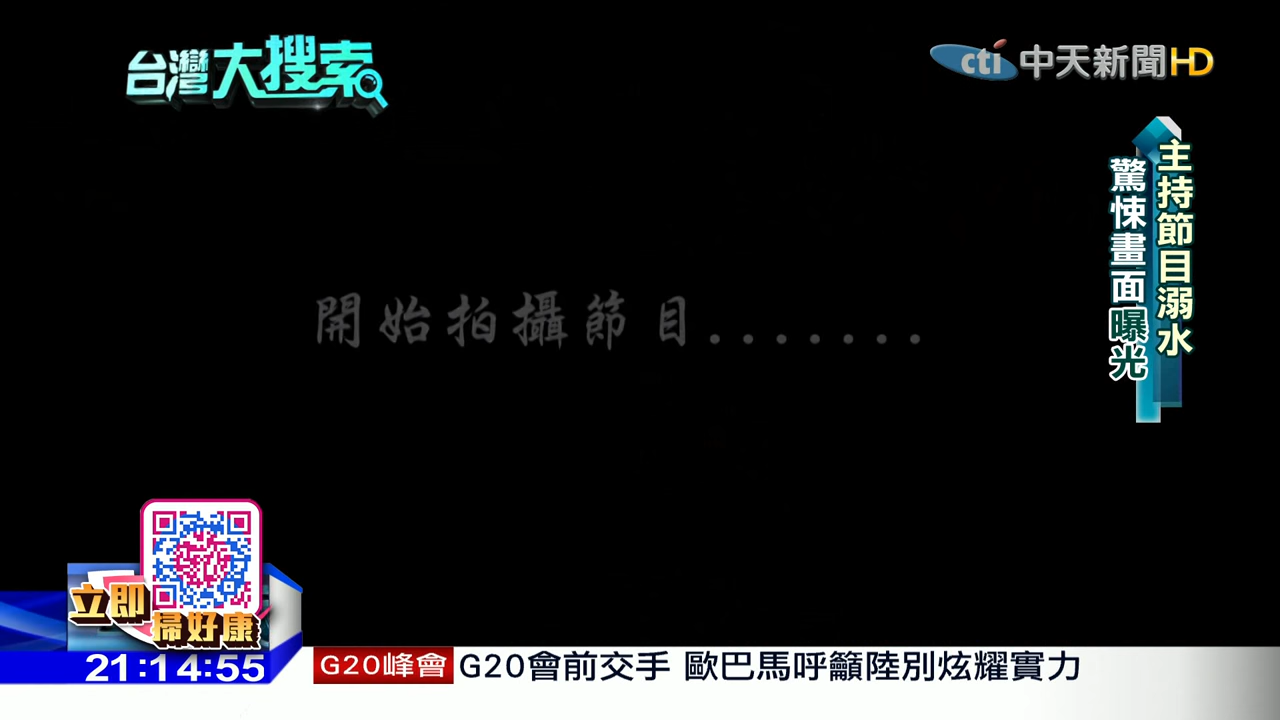 台灣大搜索
cti 中天新聞HD
主持節目溺水
驚悚畫面曝光
開始拍攝節目.......
立即
掃好康
21:14:55
G20峰會 G20會前交手 歐巴馬呼籲陸別炫耀實力